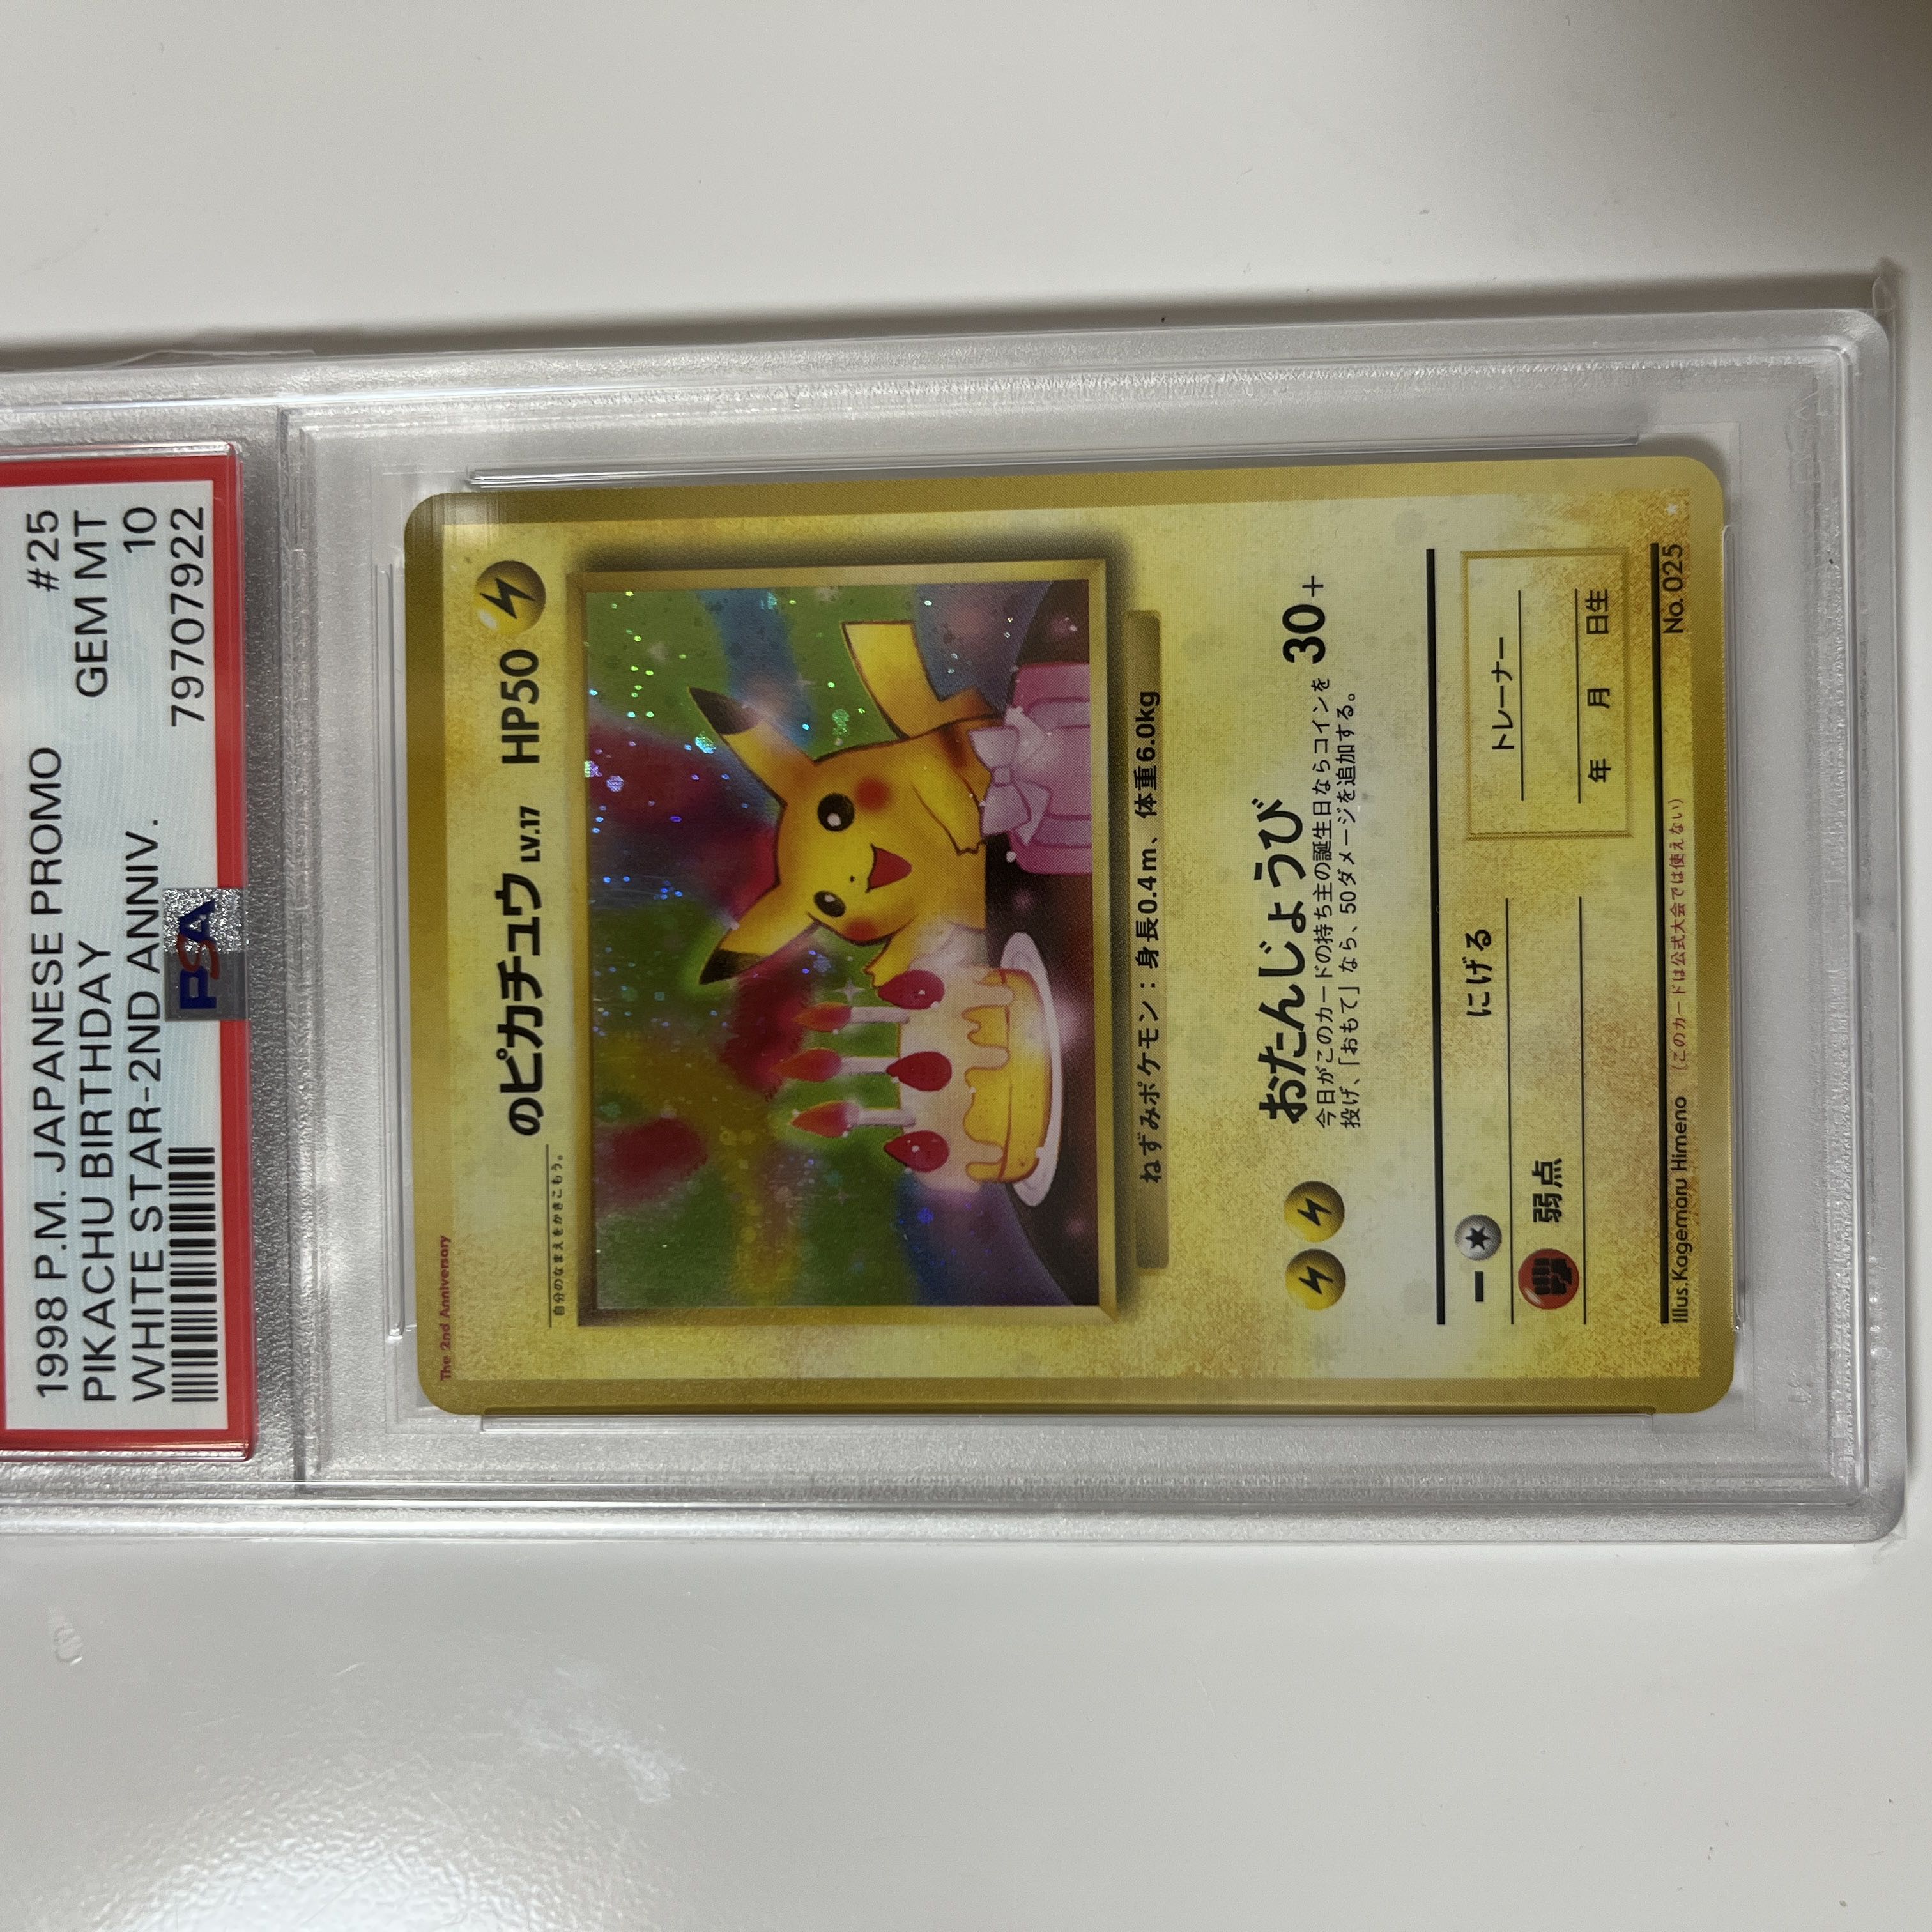 1998 P.M. JAPANESE PROMO #25
PIKACHU BIRTHDAY GEM MT
WHITE STAR-2ND ANNIV. 10
79707922
PSA
The 2nd Anniversary
のピカチュウ LV.17 HP50
自分のなまえをかきこもう。
ねずみポケモン：身長0.4m、体重6.0kg
おたんじょうび 30+
今日がこのカードの持ち主の誕生日ならコインを
投げ、「おもて」なら、50ダメージを追加する。
にげる
弱点
トレーナー
年 月 日生
Illus.Kagemaru Himeno （このカードは公式大会では使えない） No. 025